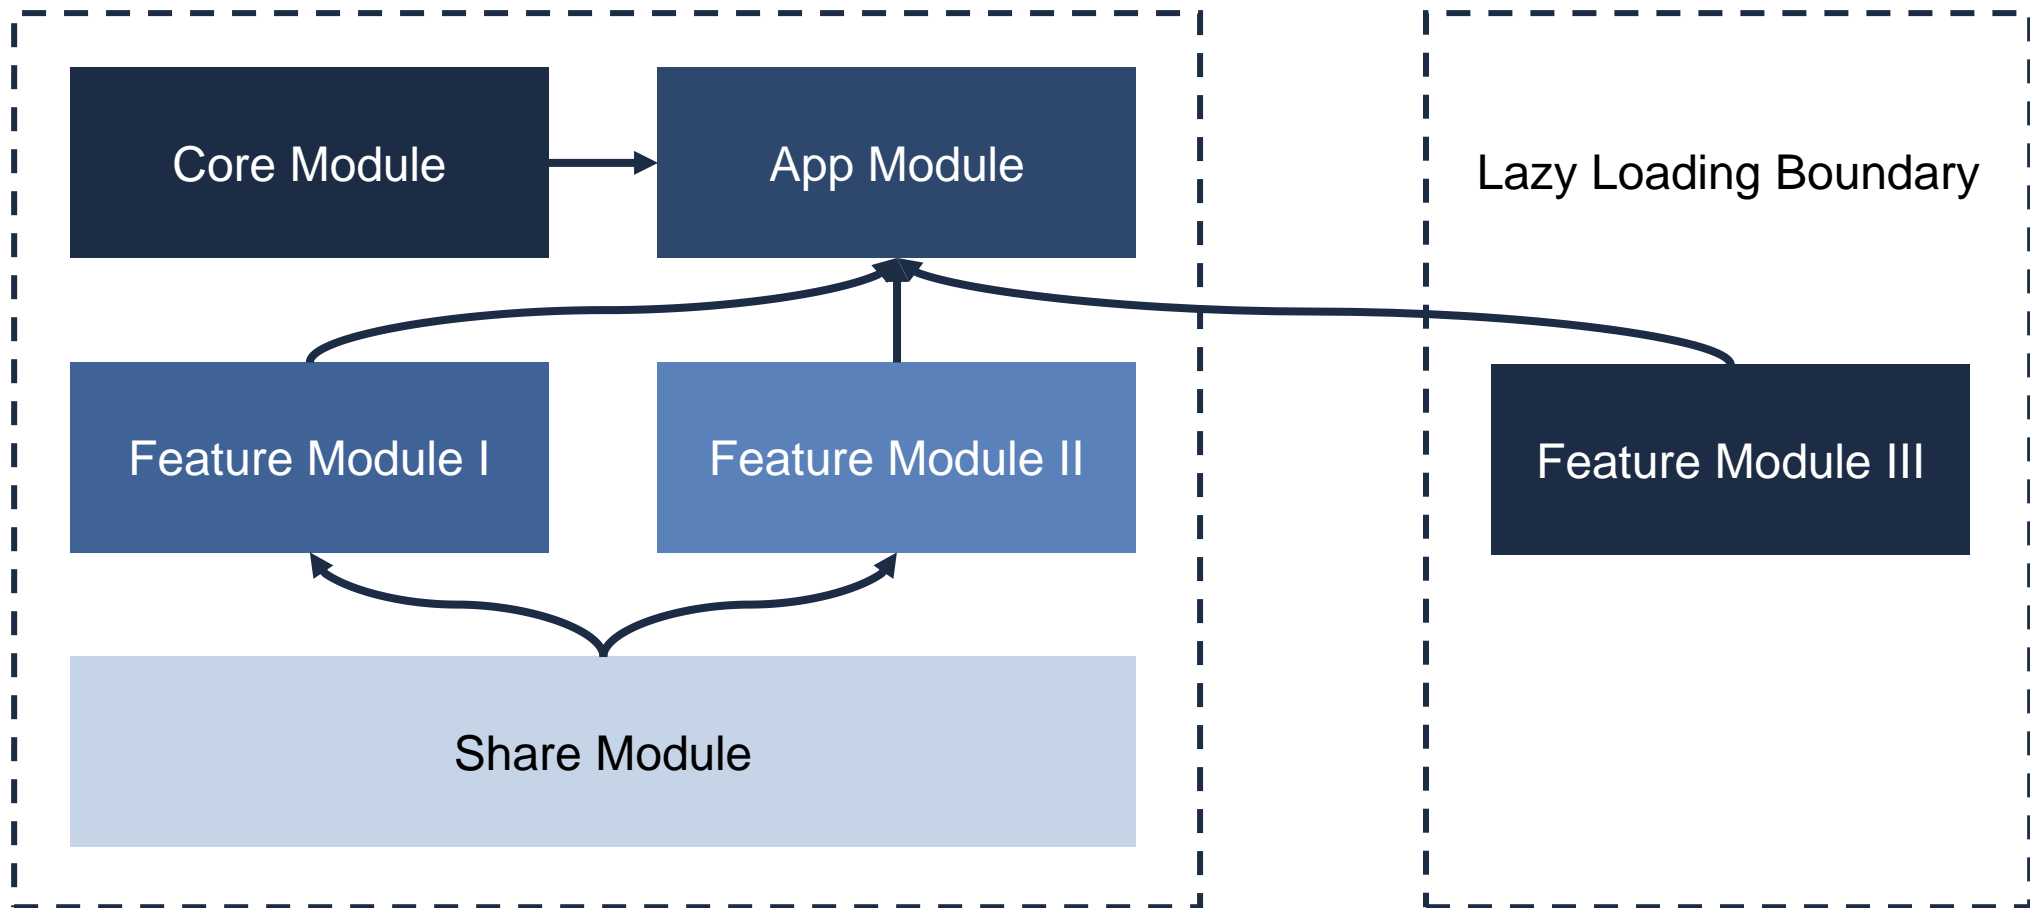 Core Module
App Module
Lazy Loading Boundary
Feature Module I
Feature Module II
Feature Module III
Share Module